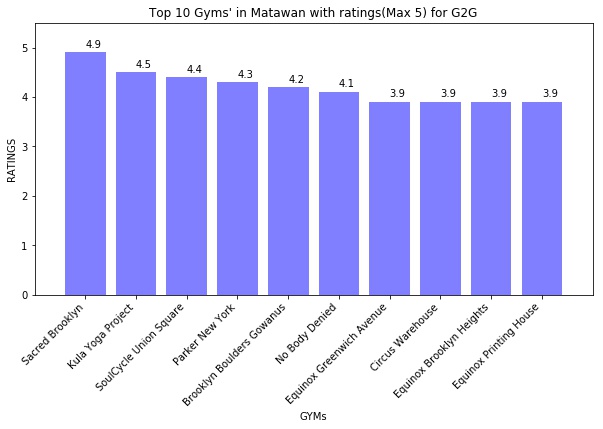 Top 10 Gyms' in Matawan with ratings(Max 5) for G2G
RATINGS
5
4
3
2
1
0
4.9
4.5
4.4
4.3
4.2
4.1
3.9
3.9
3.9
3.9
Sacred Brooklyn
Kula Yoga Project
SoulCycle Union Square
Parker New York
Brooklyn Boulders Gowanus
No Body Denied
Equinox Greenwich Avenue
Circus Warehouse
Equinox Brooklyn Heights
Equinox Printing House
GYMs